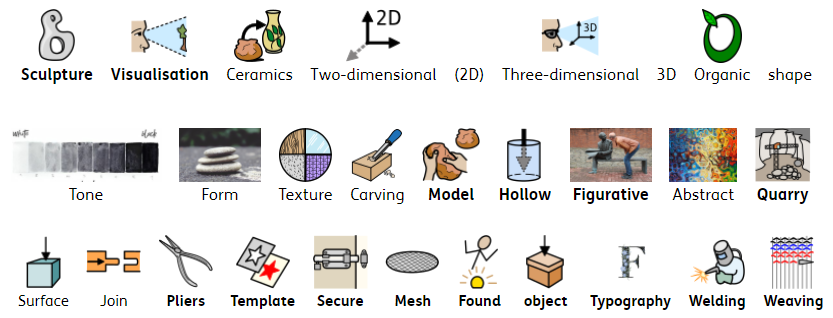 2D
3D
Sculpture Visualisation Ceramics Two-dimensional (2D) Three-dimensional 3D Organic shape
white black
Tone Form Texture Carving Model Hollow Figurative Abstract Quarry
F
Surface Join Pliers Template Secure Mesh Found object Typography Welding Weaving